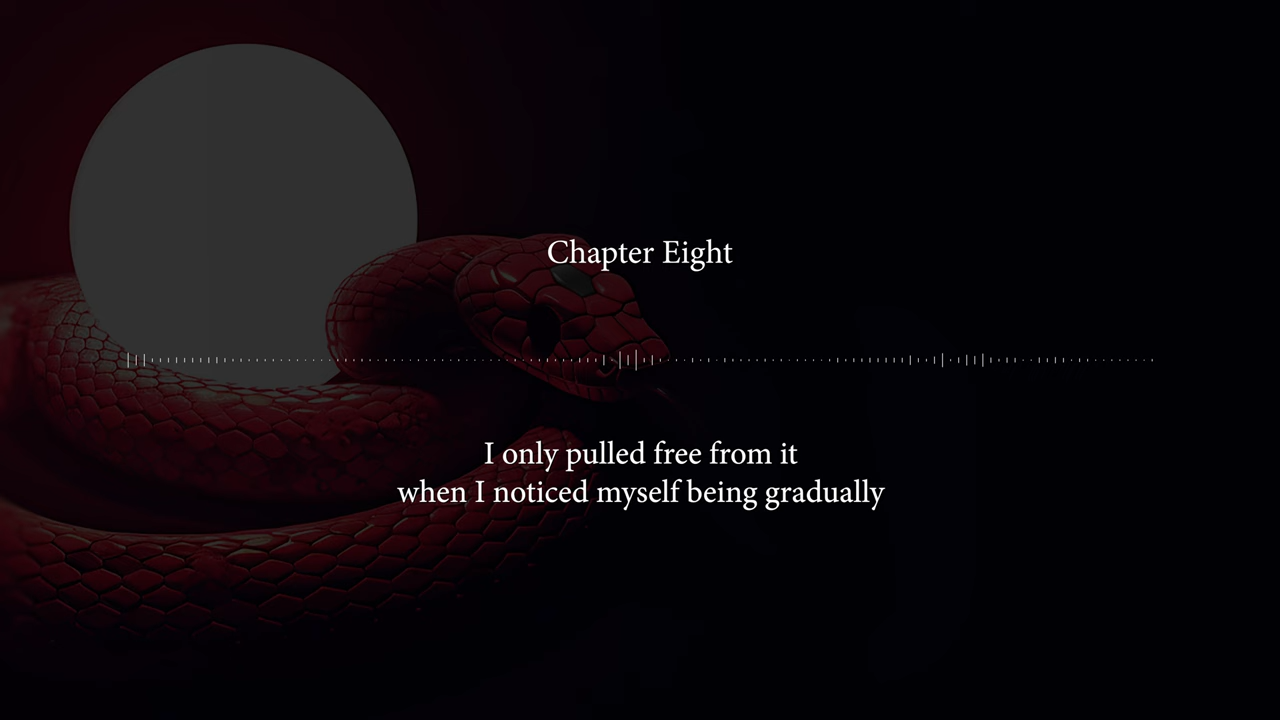 Chapter Eight
I only pulled free from it
when I noticed myself being gradually